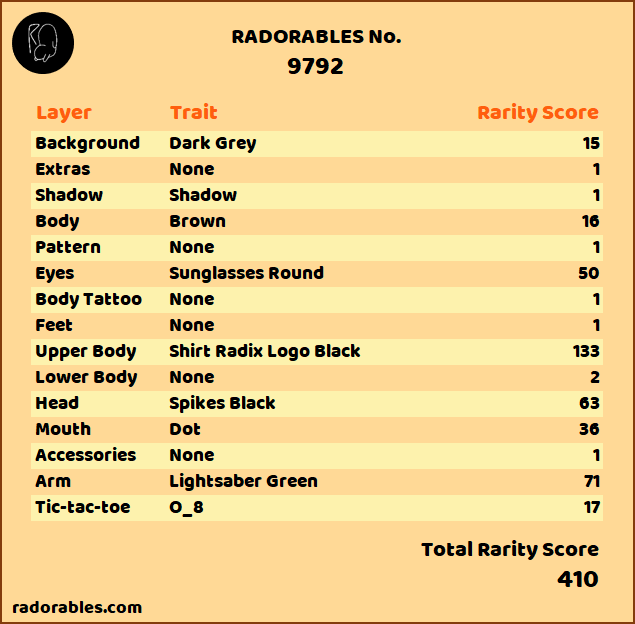 RADORABLES No.
9792
Layer Trait Rarity Score
Background Dark Grey 15
Extras None 1
Shadow Shadow 1
Body Brown 16
Pattern None 1
Eyes Sunglasses Round 50
Body Tattoo None 1
Feet None 1
Upper Body Shirt Radix Logo Black 133
Lower Body None 2
Head Spikes Black 63
Mouth Dot 36
Accessories None 1
Arm Lightsaber Green 71
Tic-tac-toe O_8 17
Total Rarity Score
410
radorables.com